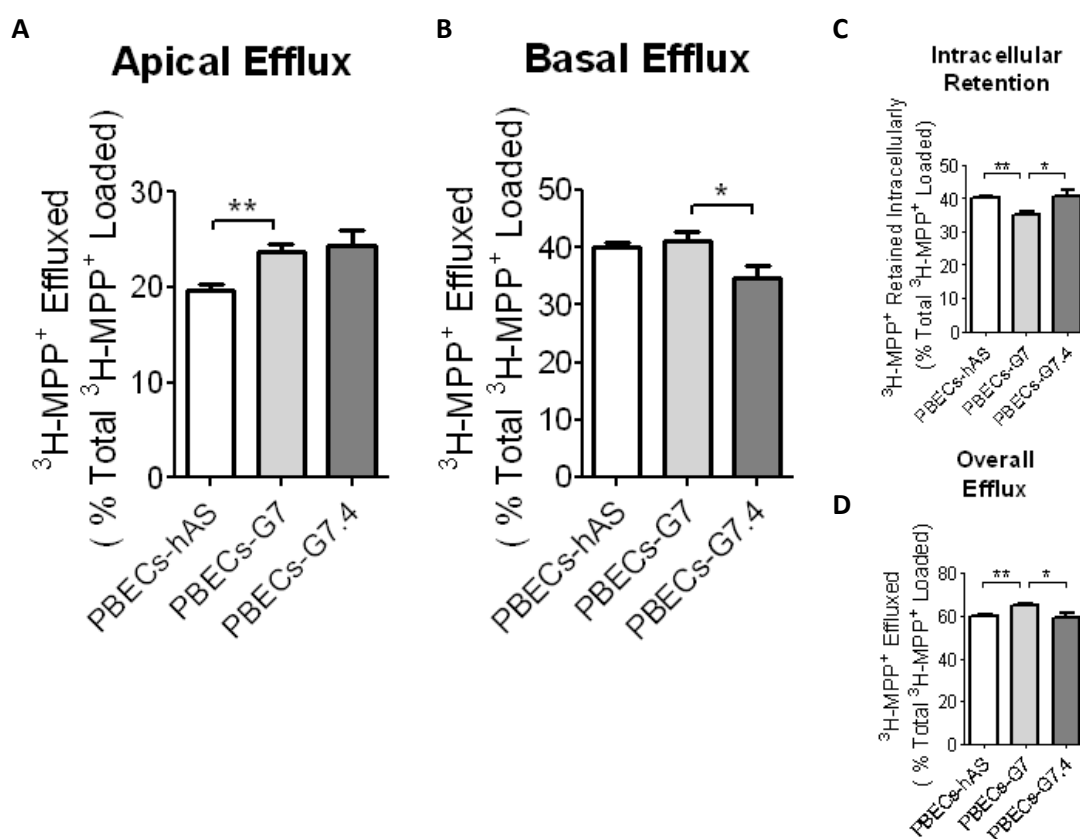 A
Apical Efflux
³H-MPP⁺ Effluxed
( % Total ³H-MPP⁺ Loaded)
30
20
10
0
**
PBECs-hAS
PBECs-G7
PBECs-G7.4
B
Basal Efflux
³H-MPP⁺ Effluxed
( % Total ³H-MPP⁺ Loaded)
50
40
30
20
10
0
*
PBECs-hAS
PBECs-G7
PBECs-G7.4
C
Intracellular
Retention
³H-MPP⁺ Retained Intracellularly
(% Total ³H-MPP⁺ Loaded)
50
40
30
20
10
0
** *
PBECs-hAS
PBECs-G7
PBECs-G7.4
D
Overall
Efflux
³H-MPP⁺ Effluxed
( % Total ³H-MPP⁺ Loaded)
80
60
40
20
0
** *
PBECs-hAS
PBECs-G7
PBECs-G7.4